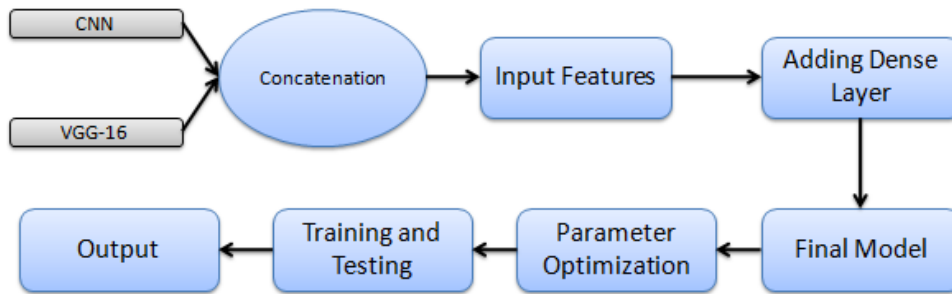 CNN
VGG-16
Concatenation
Input Features
Adding Dense
Layer
Final Model
Parameter
Optimization
Training and
Testing
Output